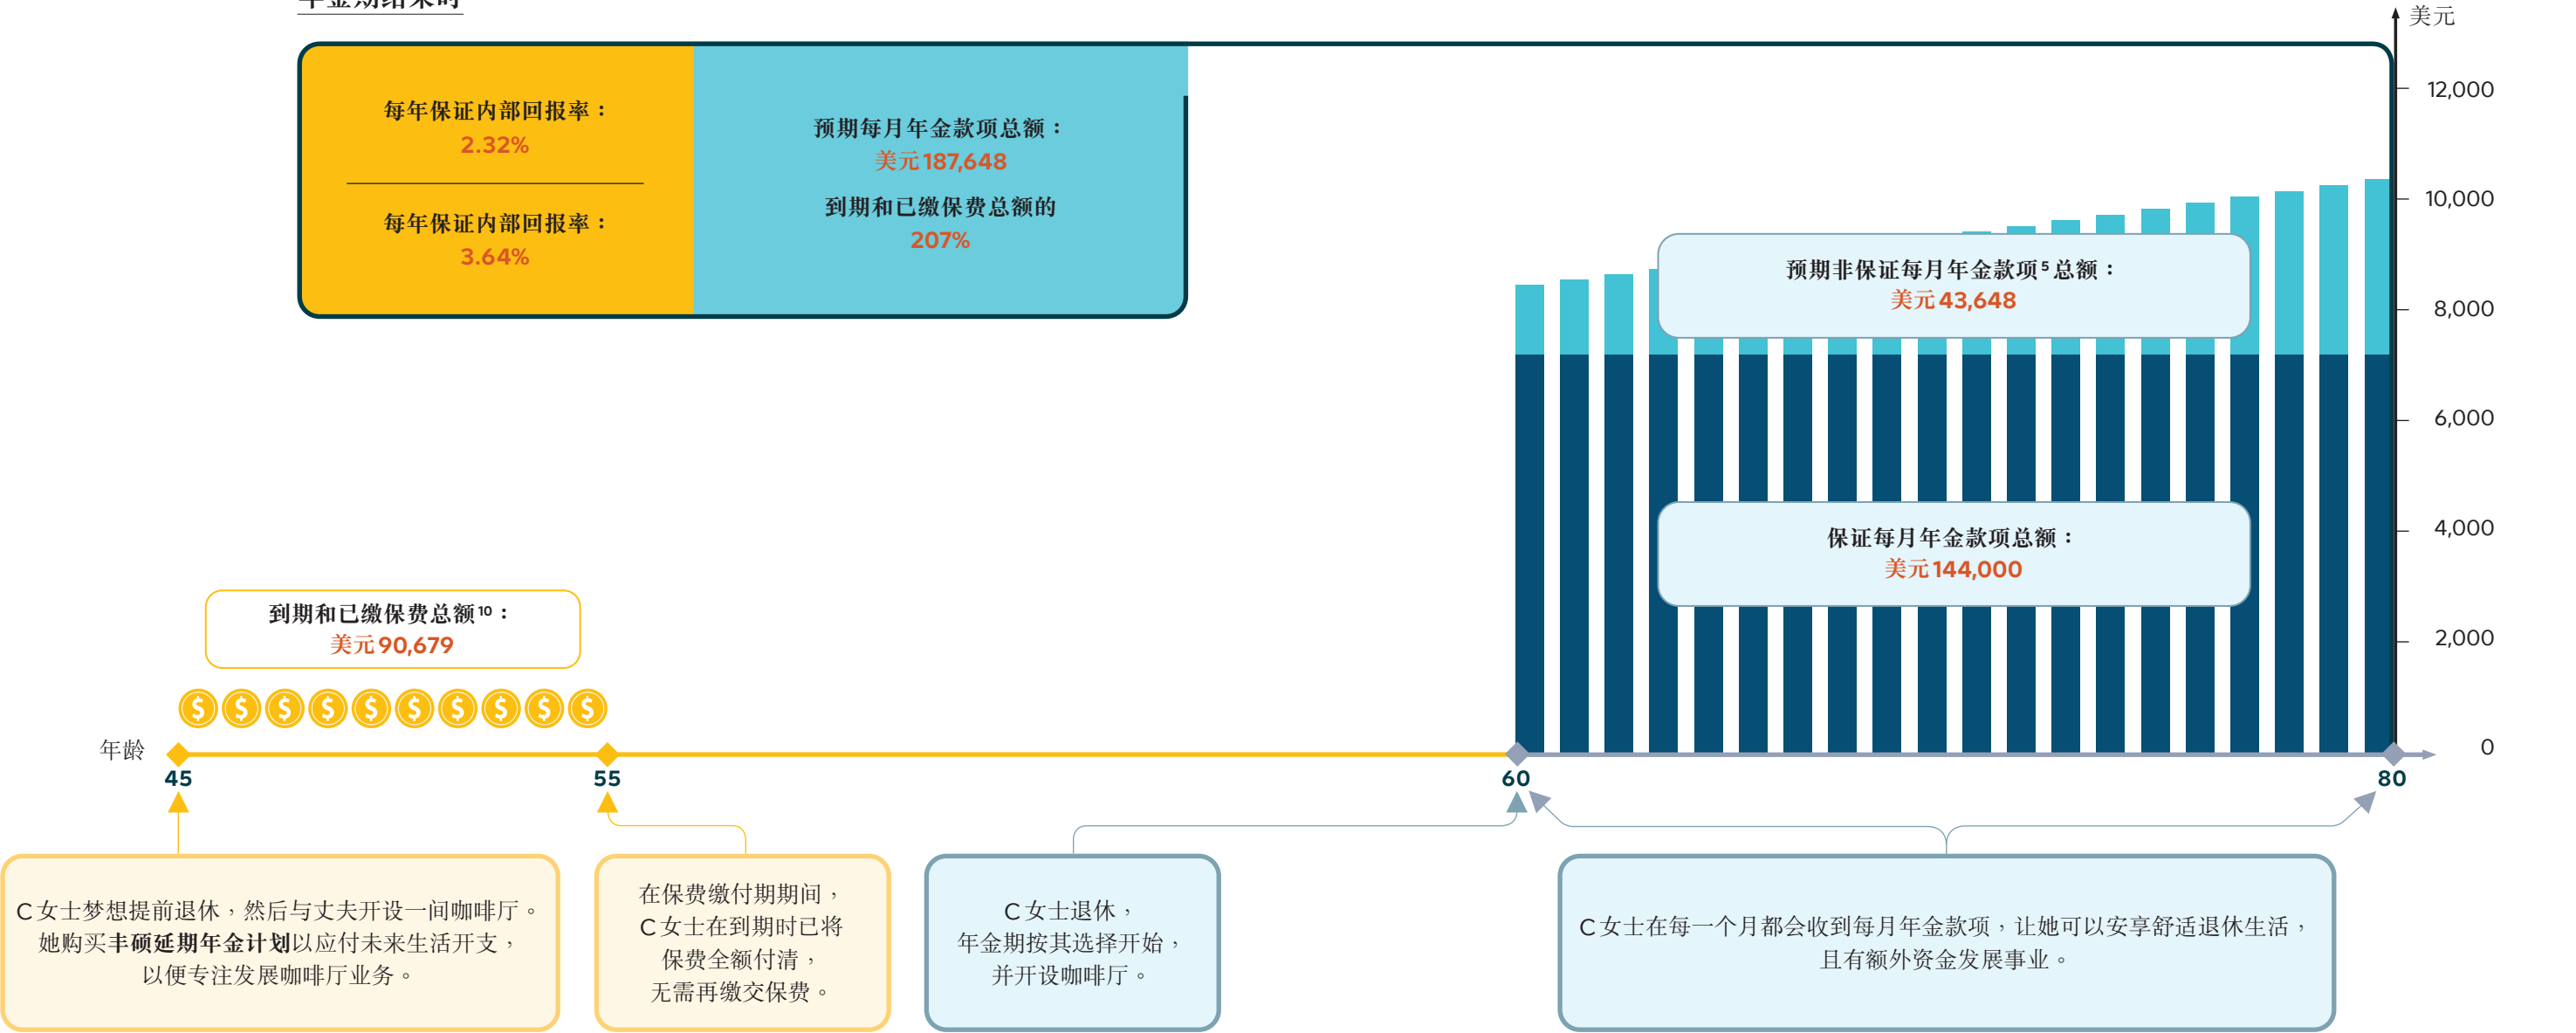 年金期结束时
美元
每年保证内部回报率：
2.32%
每年保证内部回报率：
3.64%
预期每月年金款项总额：
美元187,648
到期和已缴保费总额的
207%
12,000
10,000
8,000
6,000
4,000
2,000
0
预期非保证每月年金款项⁵总额：
美元43,648
保证每月年金款项总额：
美元144,000
到期和已缴保费总额¹⁰：
美元90,679
$ $ $ $ $ $ $ $ $ $
年龄
45
55
60
80
C女士梦想提前退休，然后与丈夫开设一间咖啡厅。
她购买丰硕延期年金计划以应付未来生活开支，
以便专注发展咖啡厅业务。
在保费缴付期期间，
C女士在到期时已将
保费全额付清，
无需再缴交保费。
C女士退休，
年金期按其选择开始，
并开设咖啡厅。
C女士在每一个月都会收到每月年金款项，让她可以安享舒适退休生活，
且有额外资金发展事业。